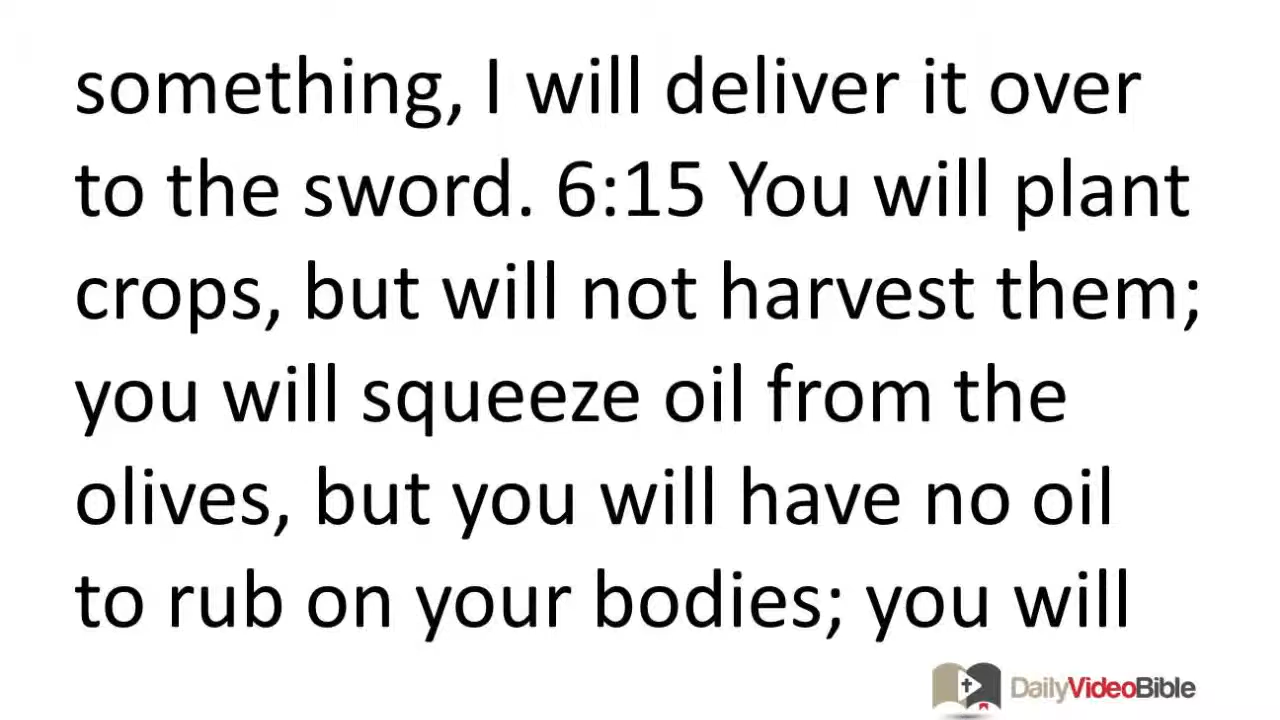 something, I will deliver it over
to the sword. 6:15 You will plant
crops, but will not harvest them;
you will squeeze oil from the
olives, but you will have no oil
to rub on your bodies; you will
DailyVideoBible